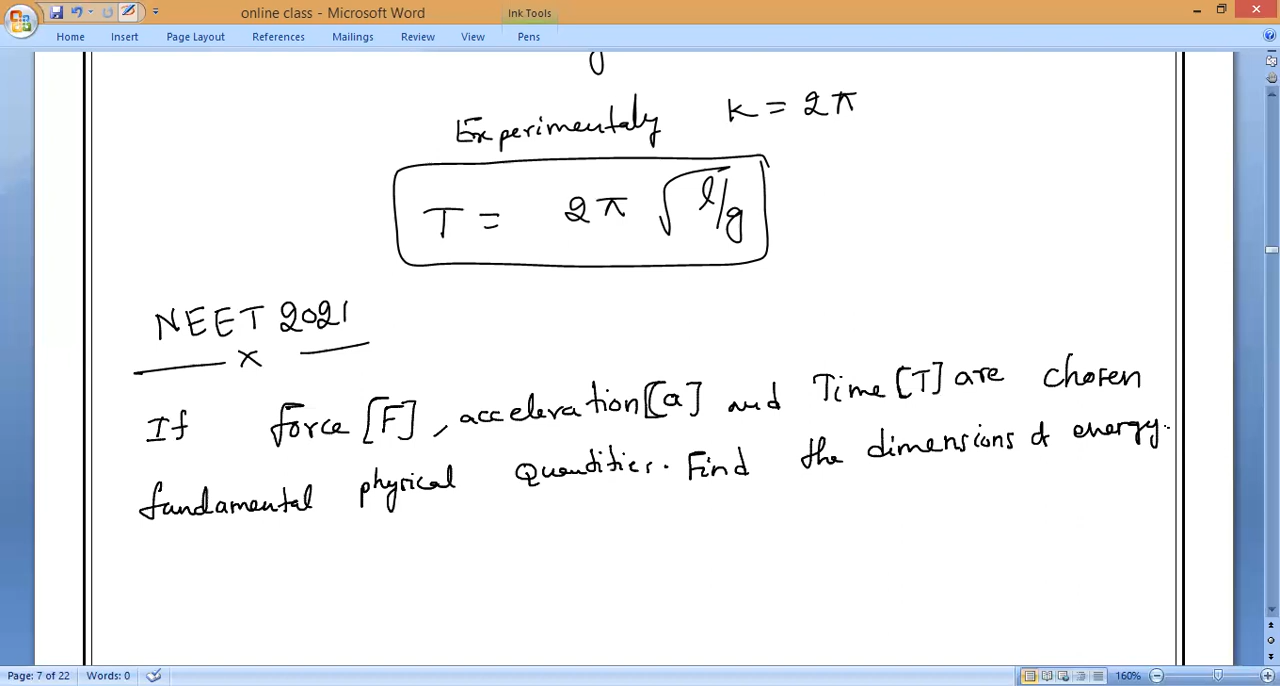 online class - Microsoft Word
Ink Tools
Home Insert Page Layout References Mailings Review View Pens
Experimentaly K = 2π
T = 2π √l/g
NEET 2021
x
If force [F], acceleration [a] and Time [T] are chosen
fundamental physical Quantities. Find the dimensions of energy.
Page: 7 of 22 Words: 0 160%